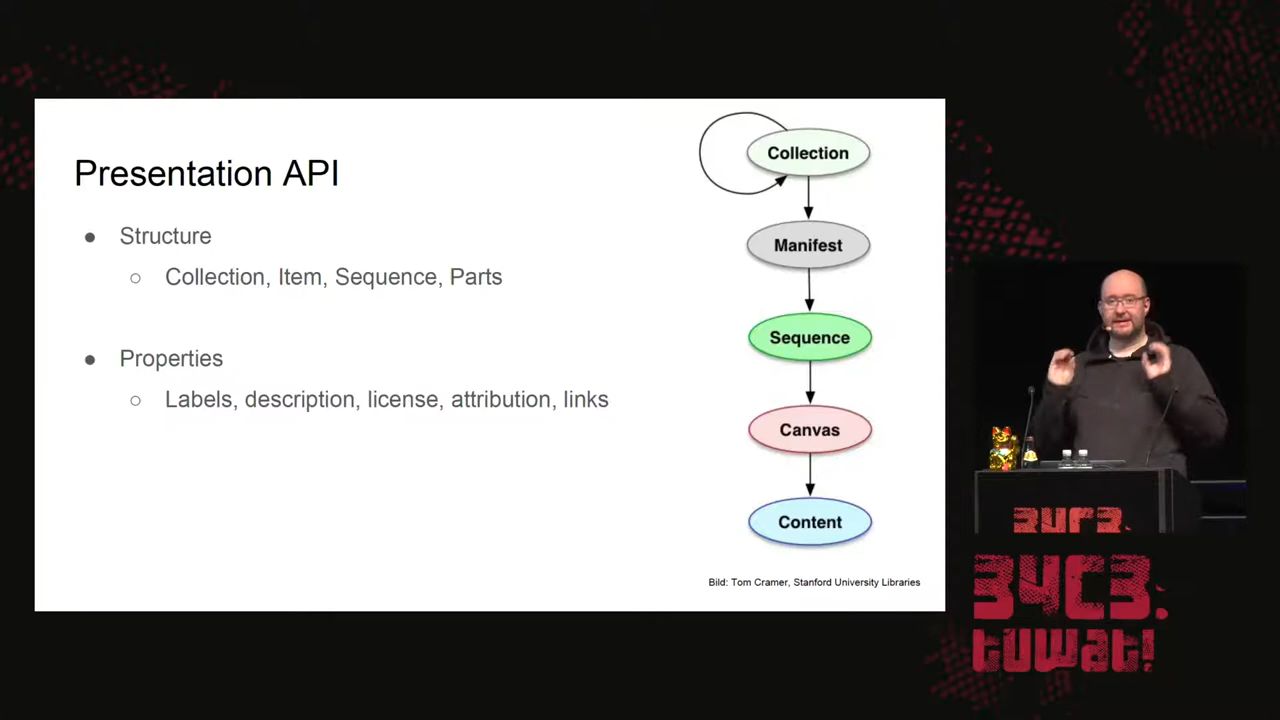 Presentation API
● Structure
○ Collection, Item, Sequence, Parts
● Properties
○ Labels, description, license, attribution, links
Collection
Manifest
Sequence
Canvas
Content
Bild: Tom Cramer, Stanford University Libraries
34C3.
34C3.
tuwat!